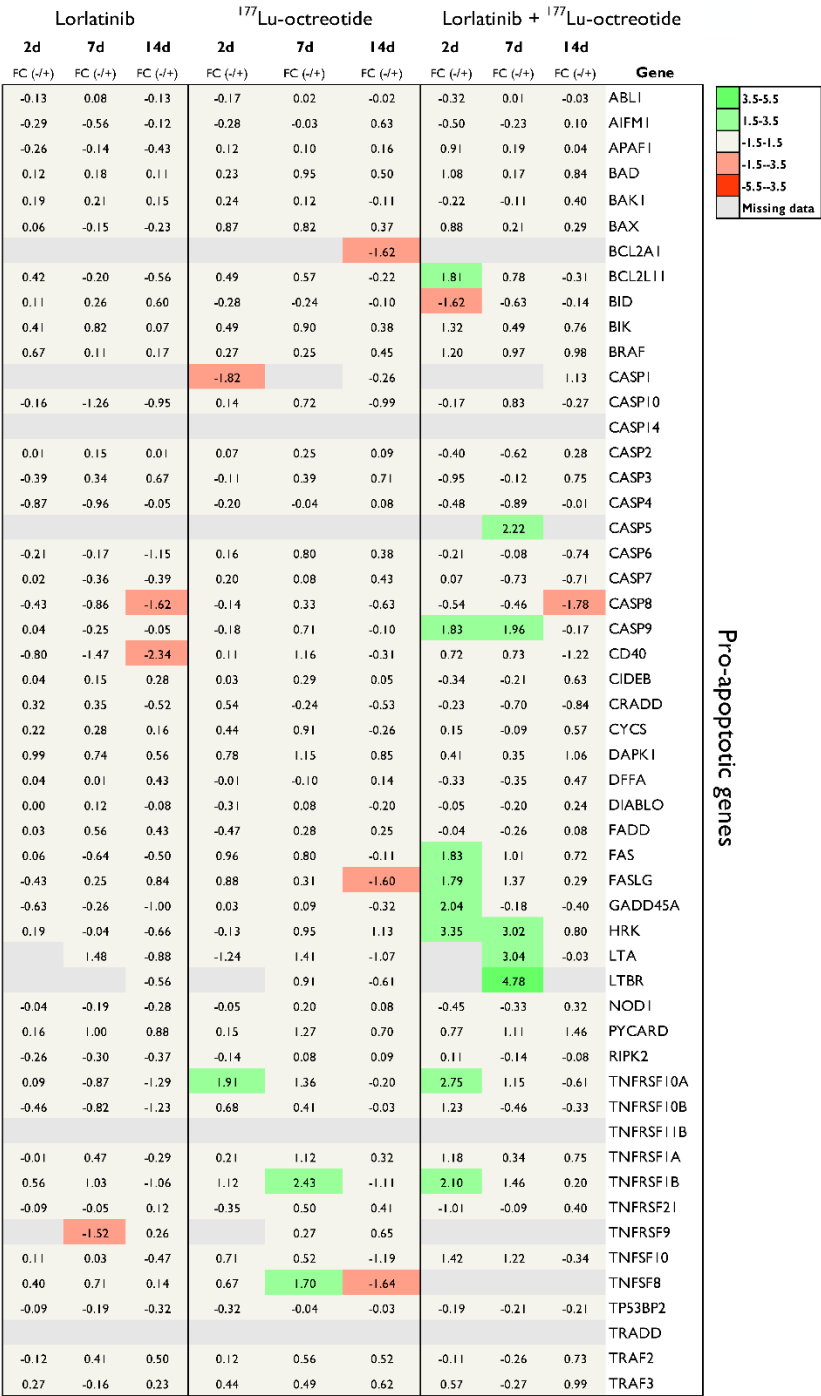 Lorlatinib ¹⁷⁷Lu-octreotide Lorlatinib + ¹⁷⁷Lu-octreotide
2d 7d 14d 2d 7d 14d 2d 7d 14d
FC (-/+) FC (-/+) FC (-/+) FC (-/+) FC (-/+) FC (-/+) FC (-/+) FC (-/+) FC (-/+) Gene
-0.13 0.08 -0.13 -0.17 0.02 -0.02 -0.32 0.01 -0.03 ABL1
-0.29 -0.56 -0.12 -0.28 -0.03 0.63 -0.50 -0.23 0.10 AIFM1
-0.26 -0.14 -0.43 0.12 0.10 0.16 0.91 0.19 0.04 APAF1
0.12 0.18 0.11 0.23 0.95 0.50 1.08 0.17 0.84 BAD
0.19 0.21 0.15 0.24 0.12 -0.11 -0.22 -0.11 0.40 BAK1
0.06 -0.15 -0.23 0.87 0.82 0.37 0.88 0.21 0.29 BAX
-1.62 BCL2A1
0.42 -0.20 -0.56 0.49 0.57 -0.22 1.81 0.78 -0.31 BCL2L11
0.11 0.26 0.60 -0.28 -0.24 -0.10 -1.62 -0.63 -0.14 BID
0.41 0.82 0.07 0.49 0.90 0.38 1.32 0.49 0.76 BIK
0.67 0.11 0.17 0.27 0.25 0.45 1.20 0.97 0.98 BRAF
-1.82 -0.26 1.13 CASP1
-0.16 -1.26 -0.95 0.14 0.72 -0.99 -0.17 0.83 -0.27 CASP10
CASP14
0.01 0.15 0.01 0.07 0.25 0.09 -0.40 -0.62 0.28 CASP2
-0.39 0.34 0.67 -0.11 0.39 0.71 -0.95 -0.12 0.75 CASP3
-0.87 -0.96 -0.05 -0.20 -0.04 0.08 -0.48 -0.89 -0.01 CASP4
2.22 CASP5
-0.21 -0.17 -1.15 0.16 0.80 0.38 -0.21 -0.08 -0.74 CASP6
0.02 -0.36 -0.39 0.20 0.08 0.43 0.07 -0.73 -0.71 CASP7
-0.43 -0.86 -1.62 -0.14 0.33 -0.63 -0.54 -0.46 -1.78 CASP8
0.04 -0.25 -0.05 -0.18 0.71 -0.10 1.83 1.96 -0.17 CASP9
-0.80 -1.47 -2.34 0.11 1.16 -0.31 0.72 0.73 -1.22 CD40
0.04 0.15 0.28 0.03 0.29 0.05 -0.34 -0.21 0.63 CIDEB
0.32 0.35 -0.52 0.54 -0.24 -0.53 -0.23 -0.70 -0.84 CRADD
0.22 0.28 0.16 0.44 0.91 -0.26 0.15 -0.09 0.57 CYCS
0.99 0.74 0.56 0.78 1.15 0.85 0.41 0.35 1.06 DAPK1
0.04 0.01 0.43 -0.01 -0.10 0.14 -0.33 -0.35 0.47 DFFA
0.00 0.12 -0.08 -0.31 0.08 -0.20 -0.05 -0.20 0.24 DIABLO
0.03 0.56 0.43 -0.47 0.28 0.25 -0.04 -0.26 0.08 FADD
0.06 -0.64 -0.50 0.96 0.80 -0.11 1.83 1.01 0.72 FAS
-0.43 0.25 0.84 0.88 0.31 -1.60 1.79 1.37 0.29 FASLG
-0.63 -0.26 -1.00 0.03 0.09 -0.32 2.04 -0.18 -0.40 GADD45A
0.19 -0.04 -0.66 -0.13 0.95 1.13 3.35 3.02 0.80 HRK
1.48 -0.88 -1.24 1.41 -1.07 3.04 -0.03 LTA
-0.56 0.91 -0.61 4.78 LTBR
-0.04 -0.19 -0.28 -0.05 0.20 0.08 -0.45 -0.33 0.32 NOD1
0.16 1.00 0.88 0.15 1.27 0.70 0.77 1.11 1.46 PYCARD
-0.26 -0.30 -0.37 -0.14 0.08 0.09 0.11 -0.14 -0.08 RIPK2
0.09 -0.87 -1.29 1.91 1.36 -0.20 2.75 1.15 -0.61 TNFRSF10A
-0.46 -0.82 -1.23 0.68 0.41 -0.03 1.23 -0.46 -0.33 TNFRSF10B
TNFRSF11B
-0.01 0.47 -0.29 0.21 1.12 0.32 1.18 0.34 0.75 TNFRSF1A
0.56 1.03 -1.06 1.12 2.43 -1.11 2.10 1.46 0.20 TNFRSF1B
-0.09 -0.05 0.12 -0.35 0.50 0.41 -1.01 -0.09 0.40 TNFRSF21
-1.52 0.26 0.27 0.65 TNFRSF9
0.11 0.03 -0.47 0.71 0.52 -1.19 1.42 1.22 -0.34 TNFSF10
0.40 0.71 0.14 0.67 1.70 -1.64 TNFSF8
-0.09 -0.19 -0.32 -0.32 -0.04 -0.03 -0.19 -0.21 -0.21 TP53BP2
TRADD
-0.12 0.41 0.50 0.12 0.56 0.52 -0.11 -0.26 0.73 TRAF2
0.27 -0.16 0.23 0.44 0.49 0.62 0.57 -0.27 0.99 TRAF3
3.5-5.5
1.5-3.5
-1.5-1.5
-1.5--3.5
-5.5--3.5
Missing data
Pro-apoptotic genes